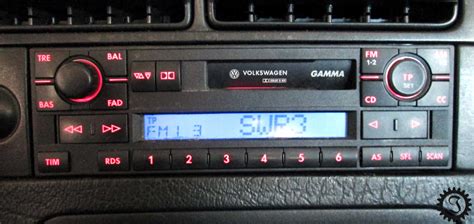 TRE BAL
BAS FAD
VOLKSWAGEN GAMMA
FM
1-2
TP
CD CC
TP
FM1 3 SWR3
TIM RDS 1 2 3 4 5 6 AS SFL SCAN